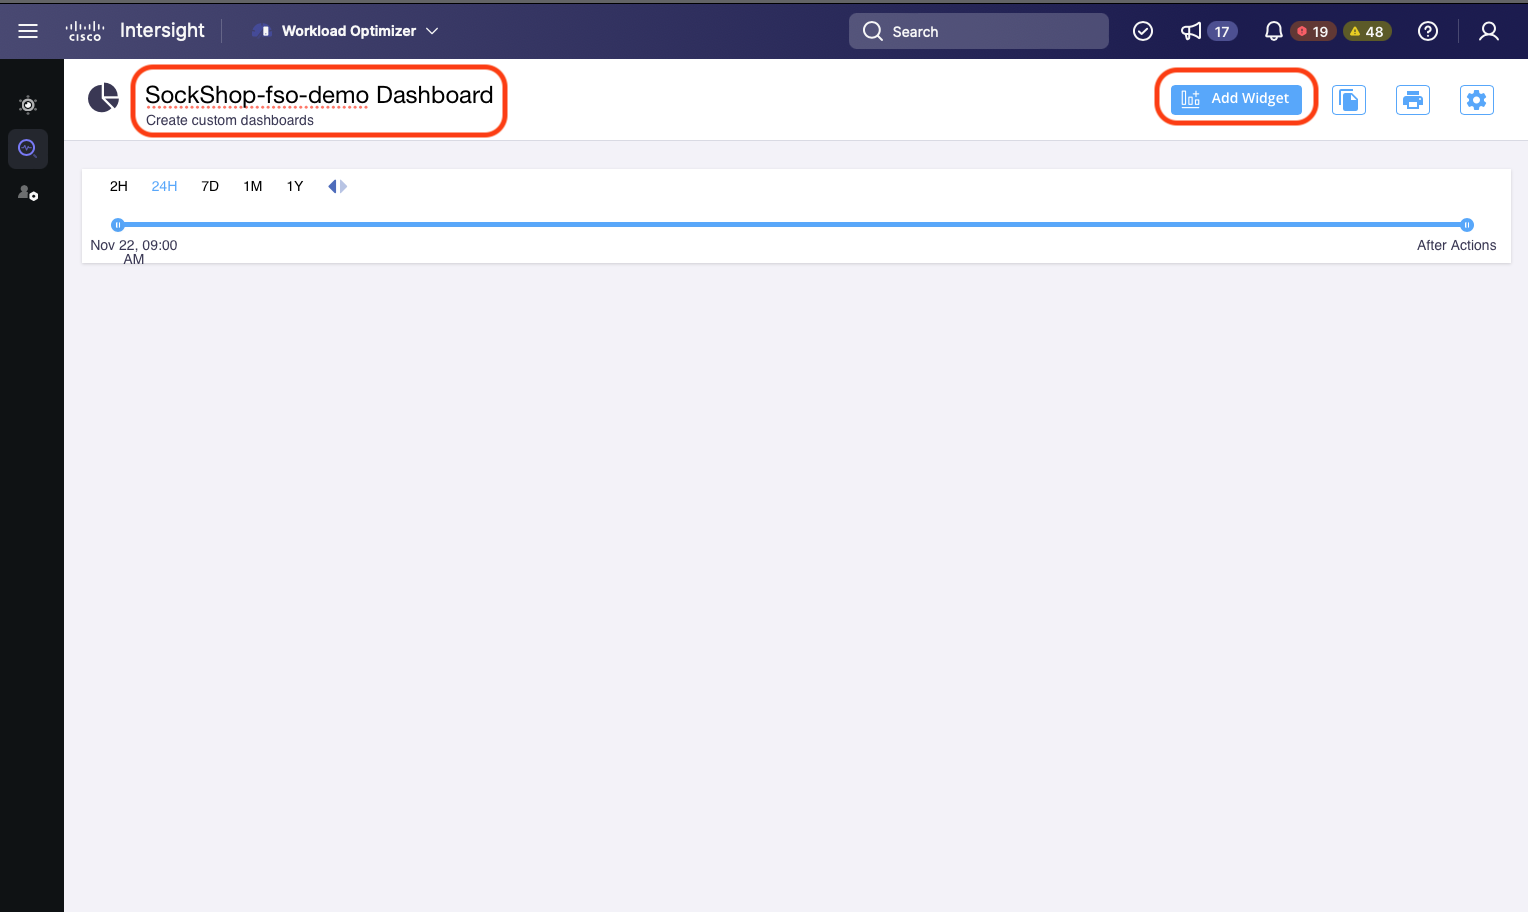 cisco Intersight Workload Optimizer Search 17 19 48
SockShop-fso-demo Dashboard
Create custom dashboards
Add Widget
2H 24H 7D 1M 1Y
Nov 22, 09:00
AM
After Actions